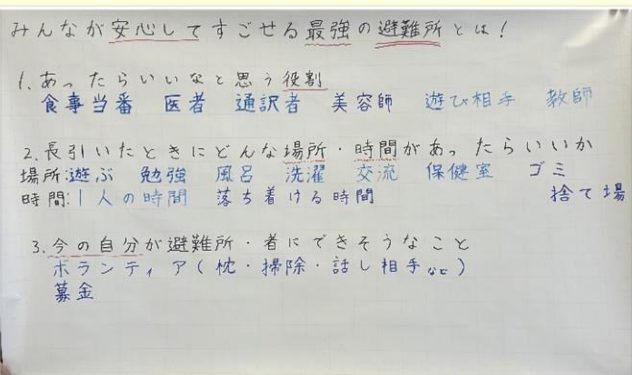 みんなが安心してすごせる最強の避難所とは！
1.あったらいいなと思う役割
食事当番 医者 通訳者 美容師 遊び相手 教師
2.長引いたときにどんな場所・時間があったらいいか
場所:遊ぶ 勉強 風呂 洗濯 交流 保健室 ゴミ捨て場
時間:1人の時間 落ち着ける時間
3.今の自分が避難所・者にできそうなこと
ボランティア(枕・掃除・話し相手など)
募金